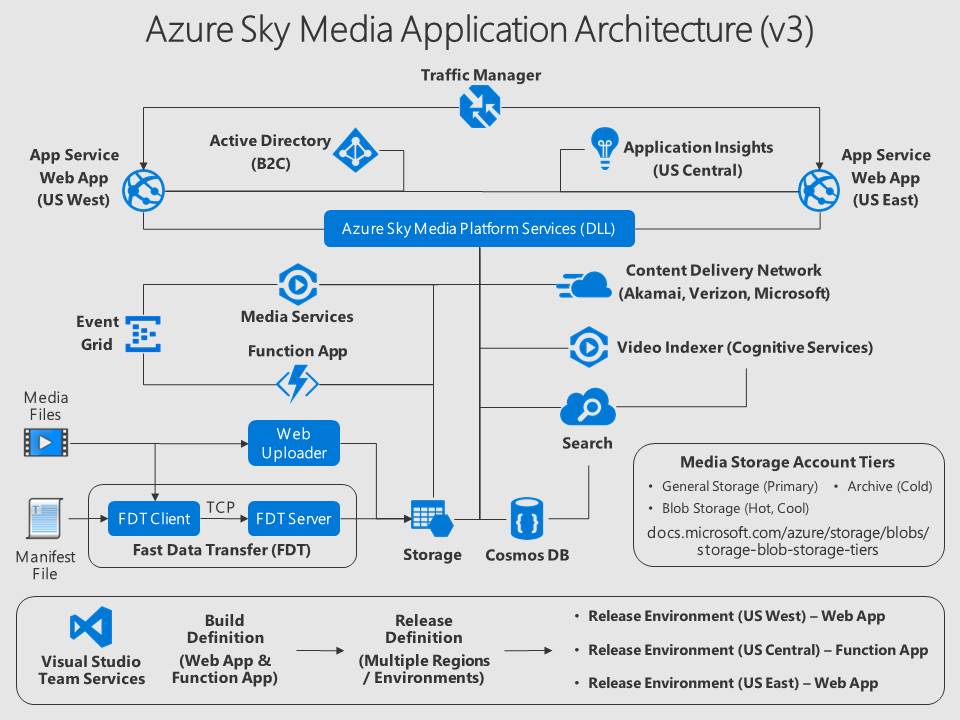 Azure Sky Media Application Architecture (v3)
Traffic Manager
Active Directory
(B2C)
Application Insights
(US Central)
App Service
Web App
(US West)
App Service
Web App
(US East)
Azure Sky Media Platform Services (DLL)
Content Delivery Network
(Akamai, Verizon, Microsoft)
Media Services
Event
Grid
Function App
Video Indexer (Cognitive Services)
Media
Files
Web
Uploader
Search
Media Storage Account Tiers
• General Storage (Primary) • Archive (Cold)
• Blob Storage (Hot, Cool)
docs.microsoft.com/azure/storage/blobs/
storage-blob-storage-tiers
FDT Client
TCP
FDT Server
Fast Data Transfer (FDT)
Manifest
File
Storage
Cosmos DB
Visual Studio
Team Services
Build
Definition
(Web App &
Function App)
Release
Definition
(Multiple Regions
/ Environments)
• Release Environment (US West) – Web App
• Release Environment (US Central) – Function App
• Release Environment (US East) – Web App